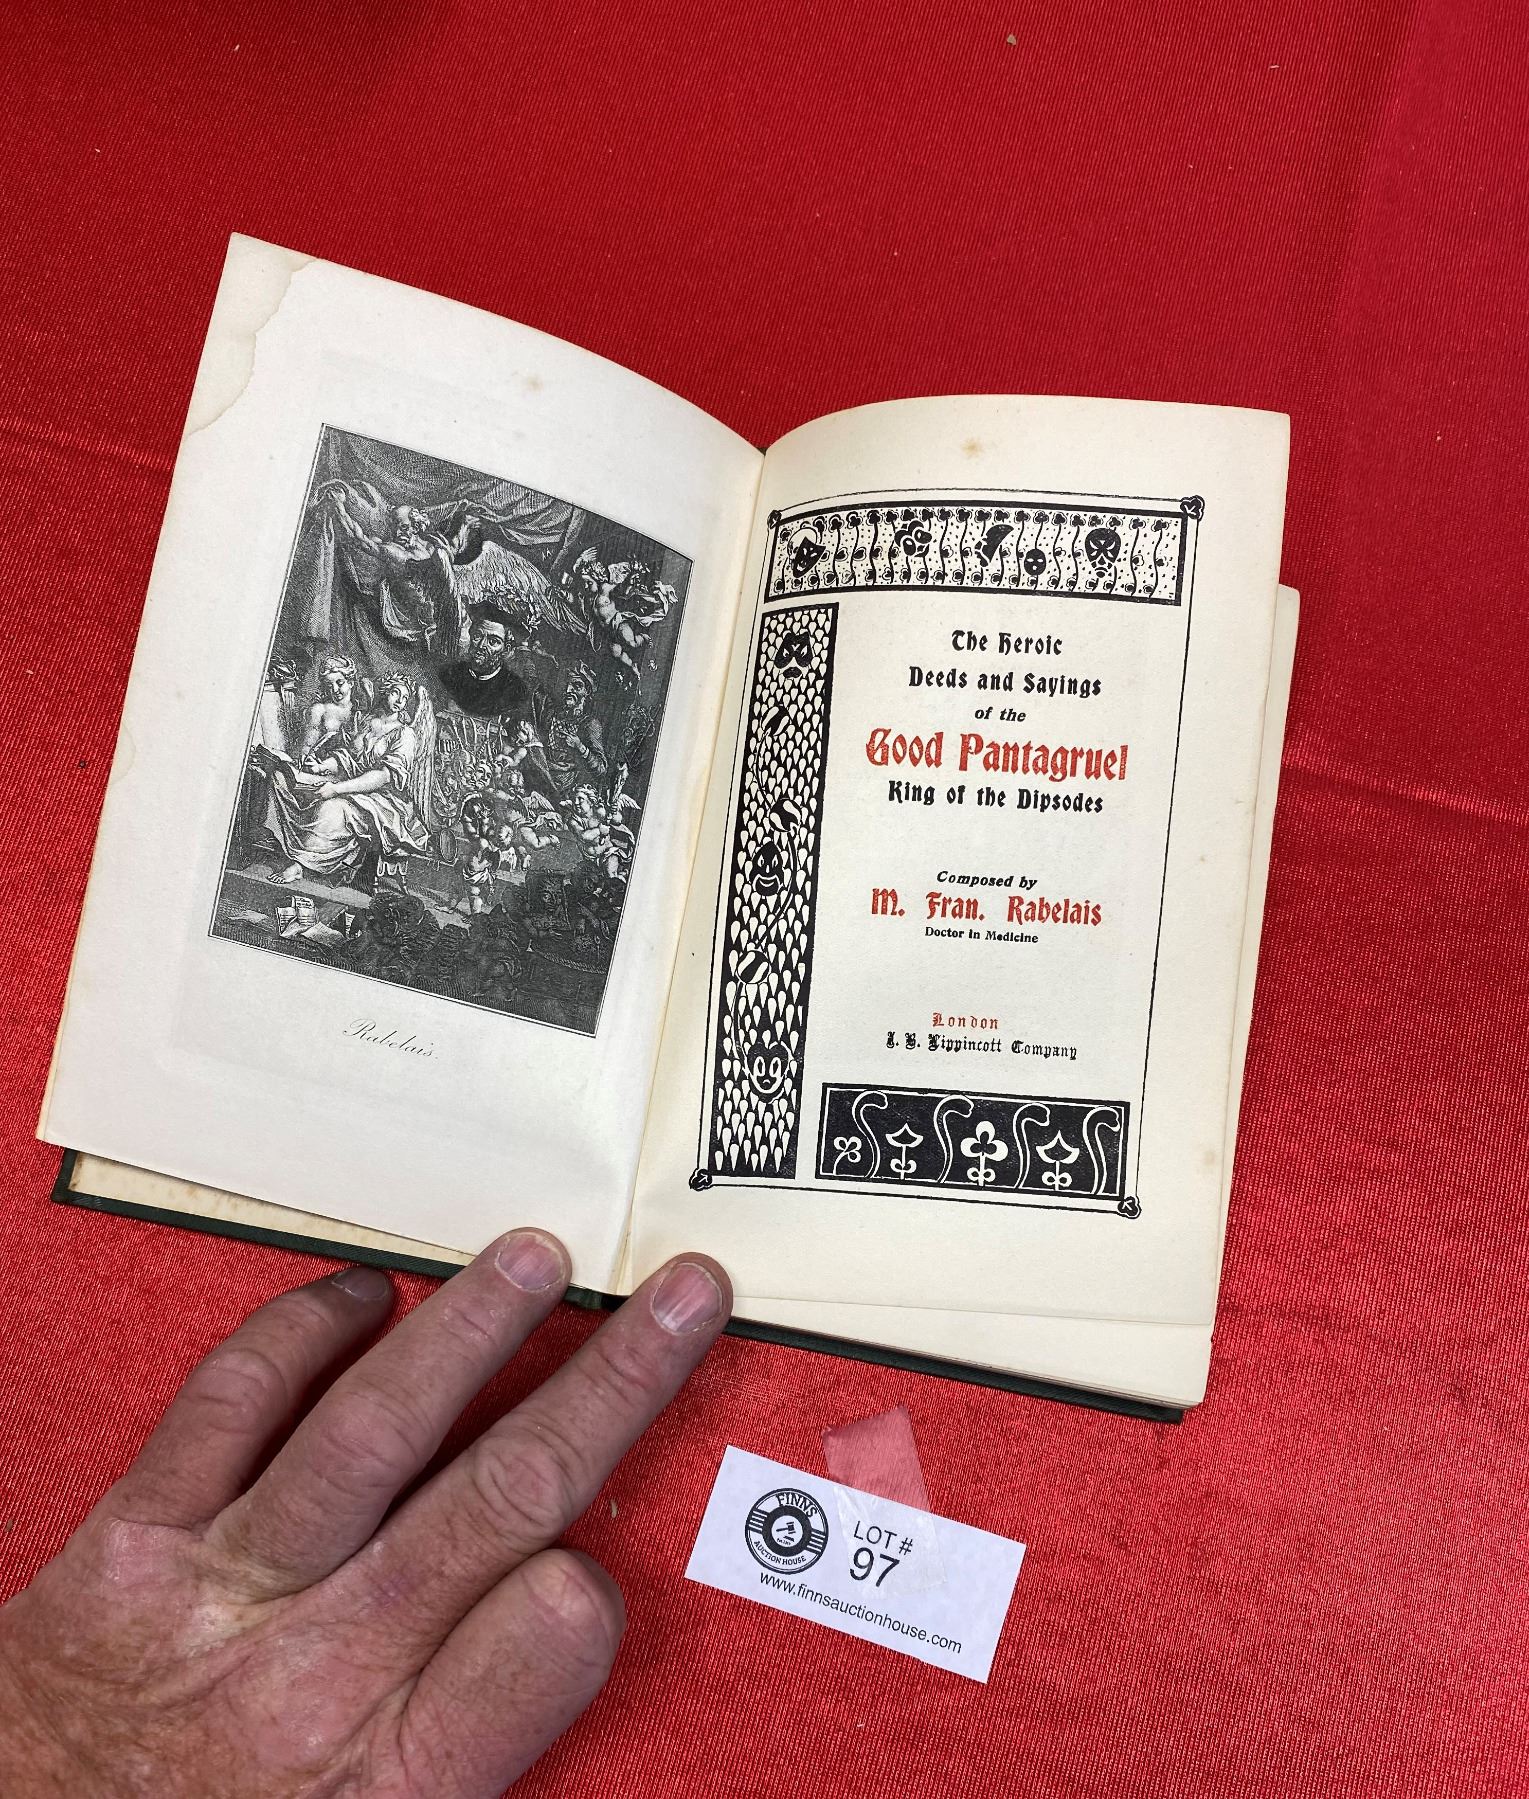 Rabelais.
The Heroic
Deeds and Sayings
of the
Good Pantagruel
King of the Dipsodes
Composed by
M. Fran. Rabelais
Doctor in Medicine
London
J. B. Lippincott Company
FINNS
AUCTION HOUSE
LOT #
97
www.finnsauctionhouse.com